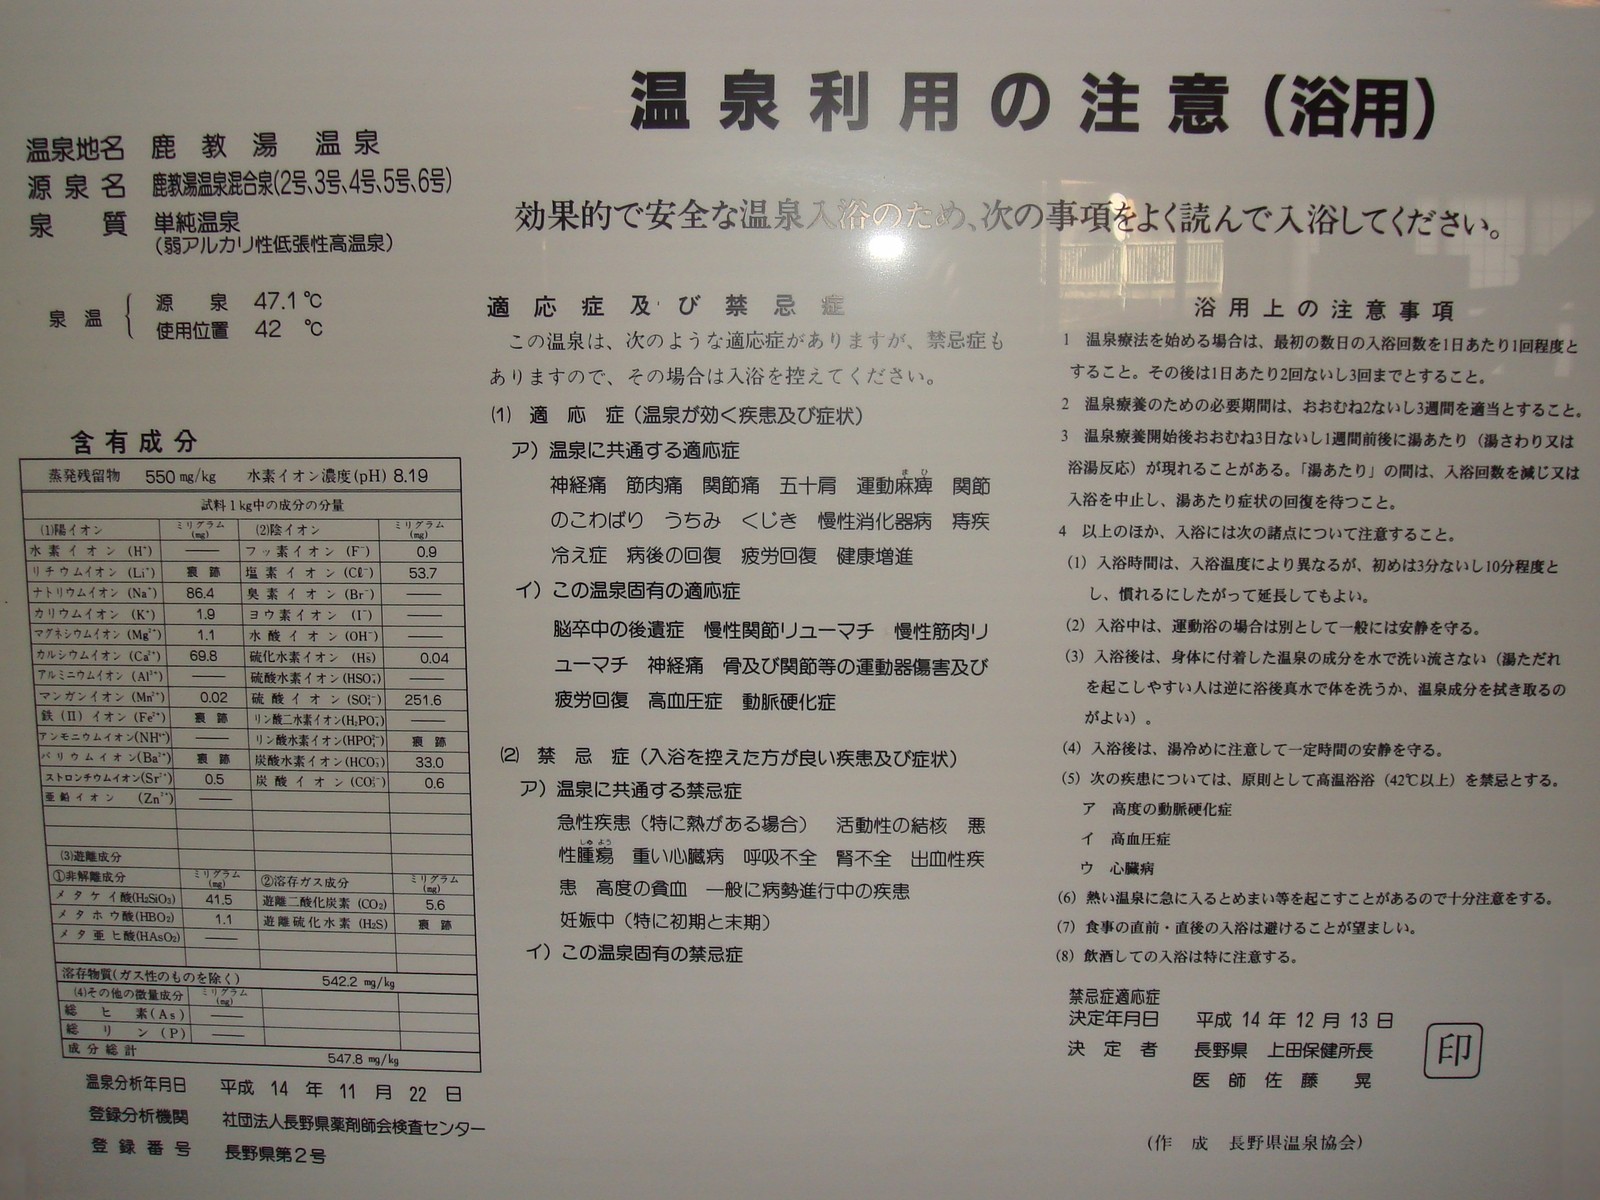 温泉利用の注意(浴用)
温泉地名 鹿教湯 温泉
源泉名 鹿教湯温泉混合泉(2号、3号、4号、5号、6号)
泉質 単純温泉
(弱アルカリ性低張性高温泉)
泉温 源泉 47.1℃
使用位置 42℃
含有成分
蒸発残留物 550 mg/kg 水素イオン濃度(pH) 8.19
試料1kg中の成分の分量
(1)陽イオン ミリグラム(mg) (2)陰イオン ミリグラム(mg)
水素イオン (H⁺) ── フッ素イオン (F⁻) 0.9
リチウムイオン (Li⁺) 痕跡 塩素イオン (Cℓ⁻) 53.7
ナトリウムイオン (Na⁺) 86.4 臭素イオン (Br⁻) ──
カリウムイオン (K⁺) 1.9 ヨウ素イオン (I⁻) ──
マグネシウムイオン (Mg²⁺) 1.1 水酸イオン (OH⁻) ──
カルシウムイオン (Ca²⁺) 69.8 硫化水素イオン (HS⁻) 0.04
アルミニウムイオン (Al³⁺) ── 硫酸水素イオン (HSO₄⁻) ──
マンガンイオン (Mn²⁺) 0.02 硫酸イオン (SO₄²⁻) 251.6
鉄(II)イオン (Fe²⁺) 痕跡 リン酸二水素イオン(H₂PO₄⁻) ──
アンモニウムイオン(NH⁴⁺) ── リン酸水素イオン(HPO₄²⁻) 痕跡
バリウムイオン(Ba²⁺) 痕跡 炭酸水素イオン(HCO₃⁻) 33.0
ストロンチウムイオン(Sr²⁺) 0.5 炭酸イオン (CO₃²⁻) 0.6
亜鉛イオン (Zn²⁺) ──
(3)遊離成分
①非解離成分 ミリグラム(mg) ②溶存ガス成分 ミリグラム(mg)
メタケイ酸(H₂SiO₃) 41.5 遊離二酸化炭素 (CO₂) 5.6
メタホウ酸(HBO₂) 1.1 遊離硫化水素 (H₂S) 痕跡
メタ亜ヒ酸(HAsO₂) ──
溶存物質(ガス性のものを除く) 542.2 mg/kg
(4)その他の微量成分 ミリグラム(mg)
総ヒ素(As) ──
総リン(P) ──
成分総計 547.8 mg/kg
温泉分析年月日 平成 14 年 11 月 22 日
登録分析機関 社団法人長野県薬剤師会検査センター
登録番号 長野県第2号
効果的で安全な温泉入浴のため、次の事項をよく読んで入浴してください。
適応症及び禁忌症
この温泉は、次のような適応症がありますが、禁忌症も
ありますので、その場合は入浴を控えてください。
(1) 適応症(温泉が効く疾患及び症状)
ア) 温泉に共通する適応症
神経痛 筋肉痛 関節痛 五十肩 運動麻痺(まひ) 関節
のこわばり うちみ くじき 慢性消化器病 痔疾
冷え症 病後の回復 疲労回復 健康増進
イ) この温泉固有の適応症
脳卒中の後遺症 慢性関節リューマチ 慢性筋肉リ
ューマチ 神経痛 骨及び関節等の運動器傷害及び
疲労回復 高血圧症 動脈硬化症
(2) 禁忌症(入浴を控えた方が良い疾患及び症状)
ア) 温泉に共通する禁忌症
急性疾患(特に熱がある場合) 活動性の結核 悪
性腫瘍(しゅよう) 重い心臓病 呼吸不全 腎不全 出血性疾
患 高度の貧血 一般に病勢進行中の疾患
妊娠中(特に初期と末期)
イ) この温泉固有の禁忌症
浴用上の注意事項
1 温泉療法を始める場合は、最初の数日の入浴回数を1日あたり1回程度と
すること。その後は1日あたり2回ないし3回までとすること。
2 温泉療養のための必要期間は、おおむね2ないし3週間を適当とすること。
3 温泉療養開始後おおむね3日ないし1週間前後に湯あたり(湯さわり又は
浴湯反応)が現れることがある。「湯あたり」の間は、入浴回数を減じ又は
入浴を中止し、湯あたり症状の回復を待つこと。
4 以上のほか、入浴には次の諸点について注意すること。
(1) 入浴時間は、入浴温度により異なるが、初めは3分ないし10分程度と
し、慣れるにしたがって延長してもよい。
(2) 入浴中は、運動浴の場合は別として一般には安静を守る。
(3) 入浴後は、身体に付着した温泉の成分を水で洗い流さない(湯ただれ
を起こしやすい人は逆に浴後真水で体を洗うか、温泉成分を拭き取るの
がよい)。
(4) 入浴後は、湯冷めに注意して一定時間の安静を守る。
(5) 次の疾患については、原則として高温浴浴(42℃以上)を禁忌とする。
ア 高度の動脈硬化症
イ 高血圧症
ウ 心臓病
(6) 熱い温泉に急に入るとめまい等を起こすことがあるので十分注意をする。
(7) 食事の直前・直後の入浴は避けることが望ましい。
(8) 飲酒しての入浴は特に注意する。
禁忌症適応症
決定年月日 平成 14 年 12 月 13 日
決定者 長野県 上田保健所長
医師 佐藤 晃
印
(作成 長野県温泉協会)